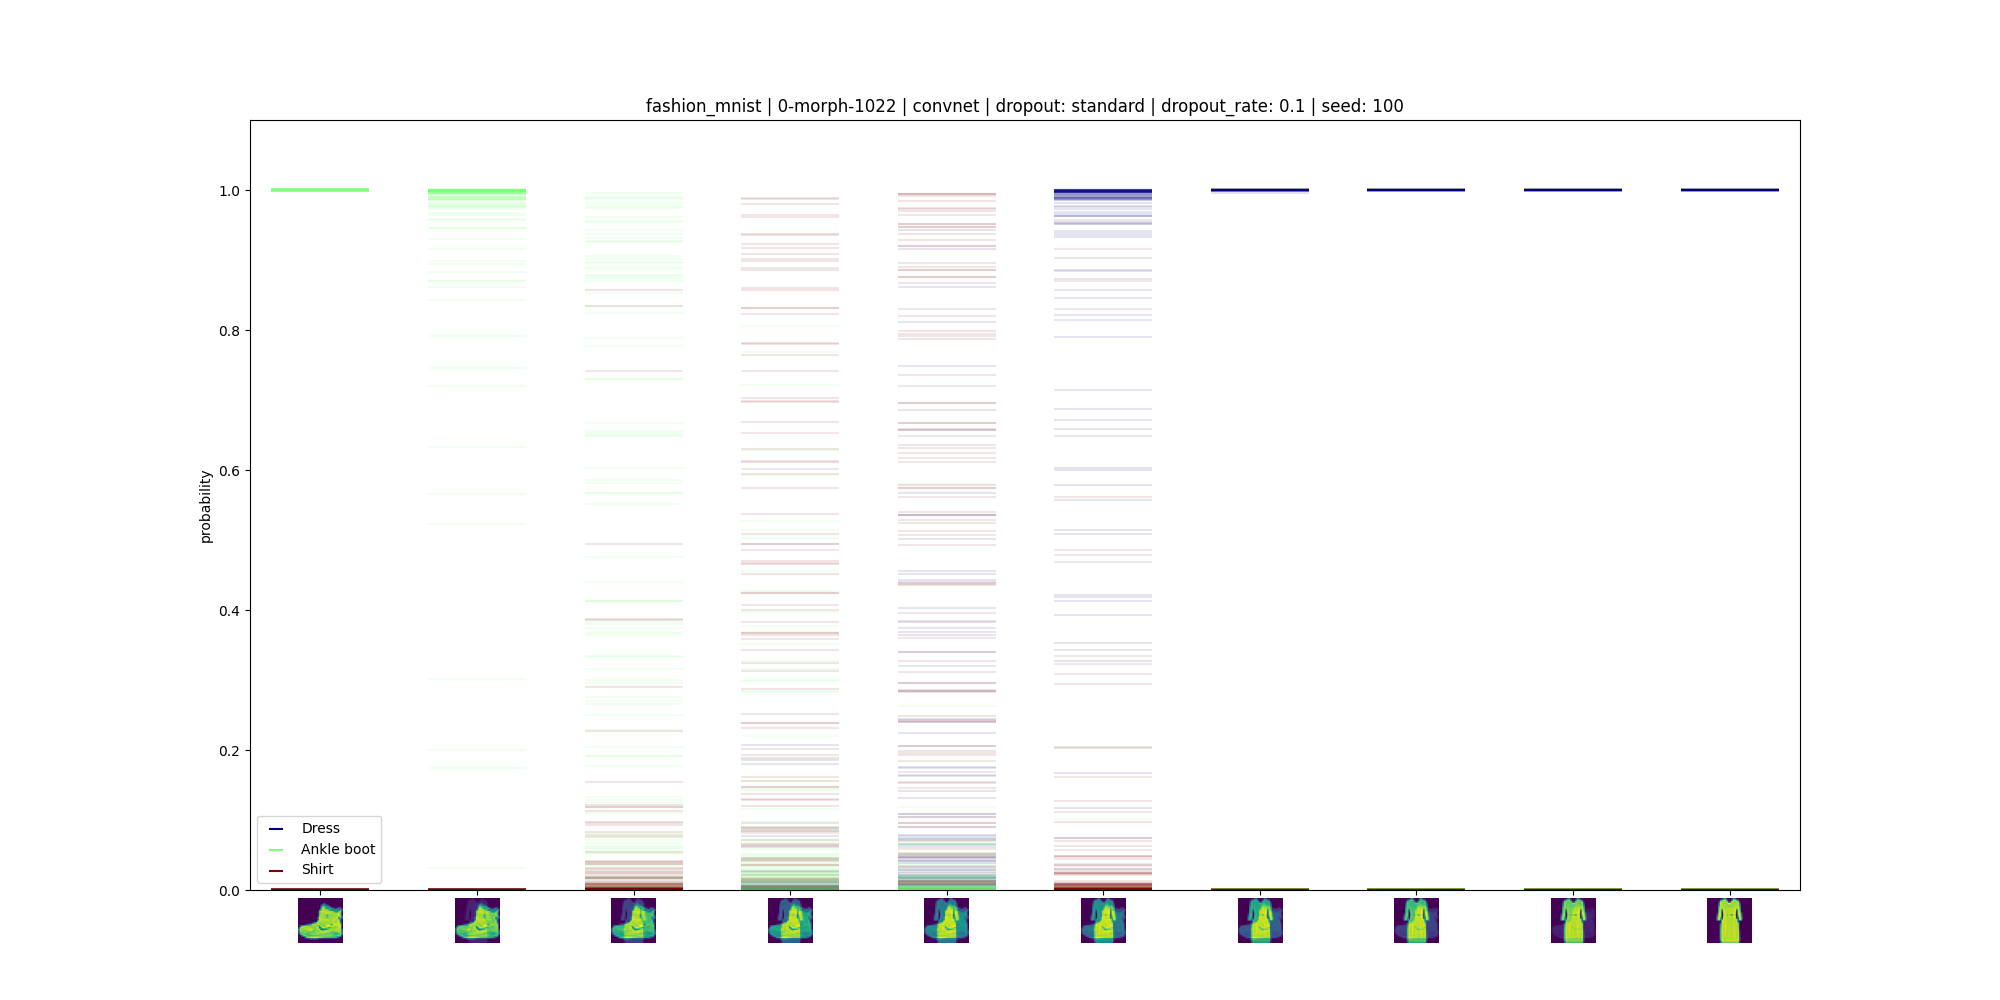 fashion_mnist | 0-morph-1022 | convnet | dropout: standard | dropout_rate: 0.1 | seed: 100
probability
1.0
0.8
0.6
0.4
0.2
0.0
Dress
Ankle boot
Shirt